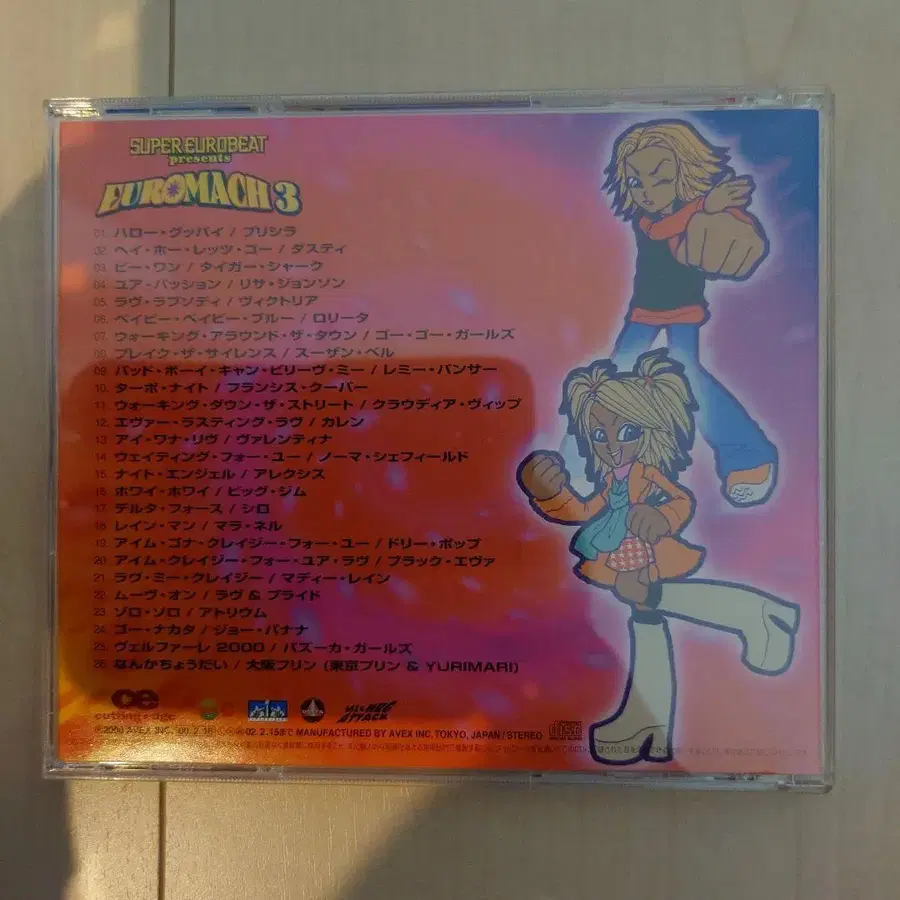 SUPER EUROBEAT
presents
EUROMACH 3
01. ハロー・グッバイ / プリシラ
02. ヘイ・ホー・レッツ・ゴー / ダスティ
03. ビー・ワン / タイガー・シャーク
04. ユア・パッション / リサ・ジョンソン
05. ラヴ・ラブンディ / ヴィクトリア
06. ベイビー・ベイビー・ブルー / ロリータ
07. ウォーキング・アラウンド・ザ・タウン / ゴー・ゴー・ガールズ
08. ブレイク・ザ・サイレンス / スーザン・ベル
09. バッド・ボーイ・キャン・ビリーヴ・ミー / レミー・パンサー
10. ターボ・ナイト / フランシス・クーパー
11. ウォーキング・ダウン・ザ・ストリート / クラウディア・ヴィップ
12. エヴァー・ラスティング・ラヴ / カレン
13. アイ・ワナ・リヴ / ヴァレンティナ
14. ウェイティング・フォー・ユー / ノーマ・シェフィールド
15. ナイト・エンジェル / アレクシス
16. ホワイ・ホワイ / ビッグ・ジム
17. デルタ・フォース / シロ
18. レイン・マン / マラ・ネル
19. アイム・ゴナ・クレイジー・フォー・ユー / ドリー・ポップ
20. アイム・クレイジー・フォー・ユア・ラヴ / ブラック・エヴァ
21. ラヴ・ミー・クレイジー / マディー・レイン
22. ムーヴ・オン / ラヴ & プライド
23. ゾロ・ゾロ / アトリウム
24. ゴー・ナカタ / ジョー・バナナ
25. ヴェルファーレ 2000 / バズーカ・ガールズ
26. なんかちょうだい / 大阪プリン (東京プリン & YURIMARI)
cutting edge
HI-NRG ATTACK
℗2000 AVEX INC. 00.2.16 02.2.15まで MANUFACTURED BY AVEX INC. TOKYO, JAPAN / STEREO